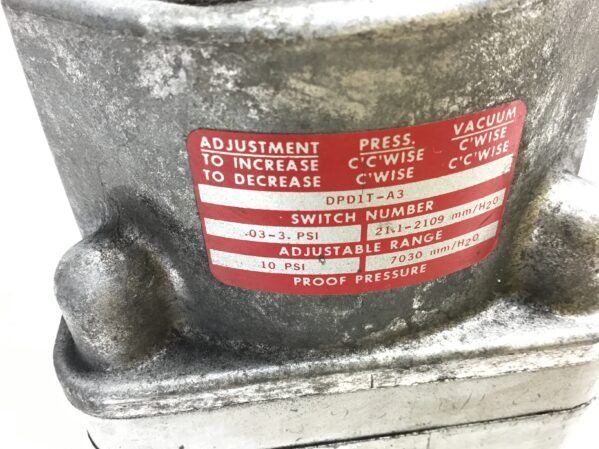 ADJUSTMENT PRESS. VACUUM
TO INCREASE C'C'WISE C'WISE
TO DECREASE C'WISE C'C'WISE
DPD1T-A3
SWITCH NUMBER
.03-3. PSI 21.1-2109 mm/H2O
ADJUSTABLE RANGE
10 PSI 7030 mm/H2O
PROOF PRESSURE